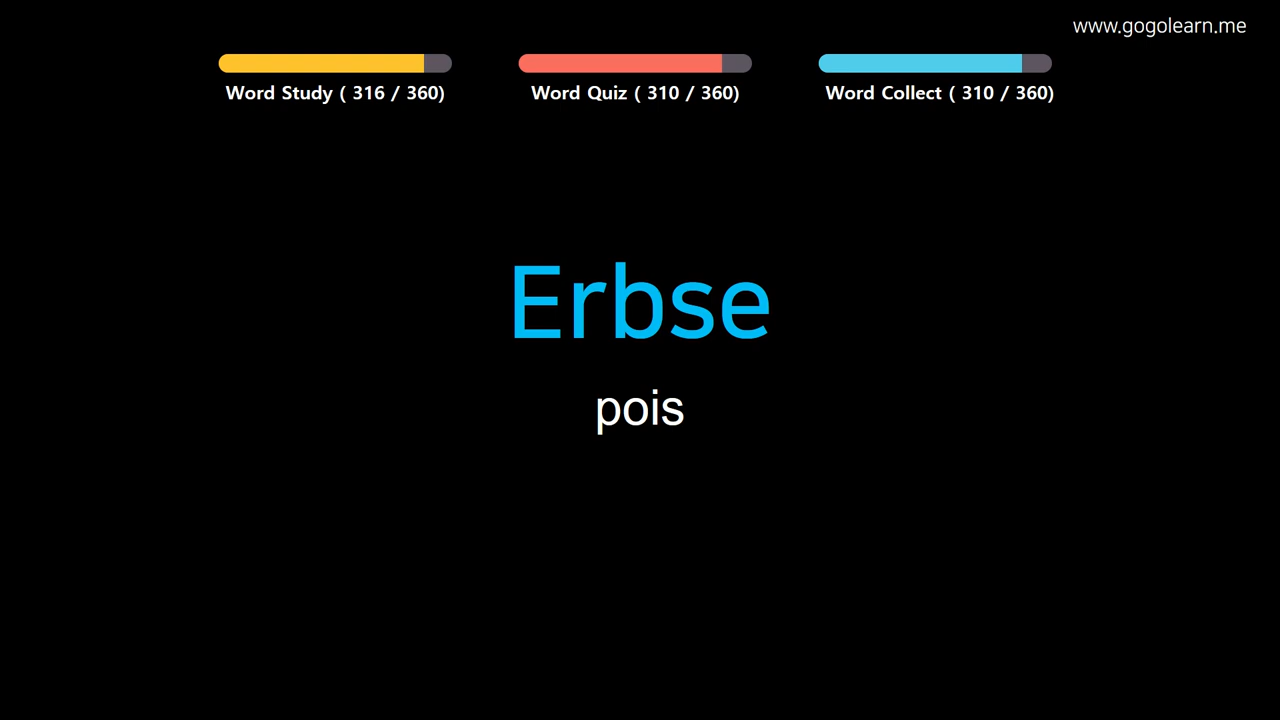 www.gogolearn.me
Word Study ( 316 / 360)
Word Quiz ( 310 / 360)
Word Collect ( 310 / 360)
Erbse
pois